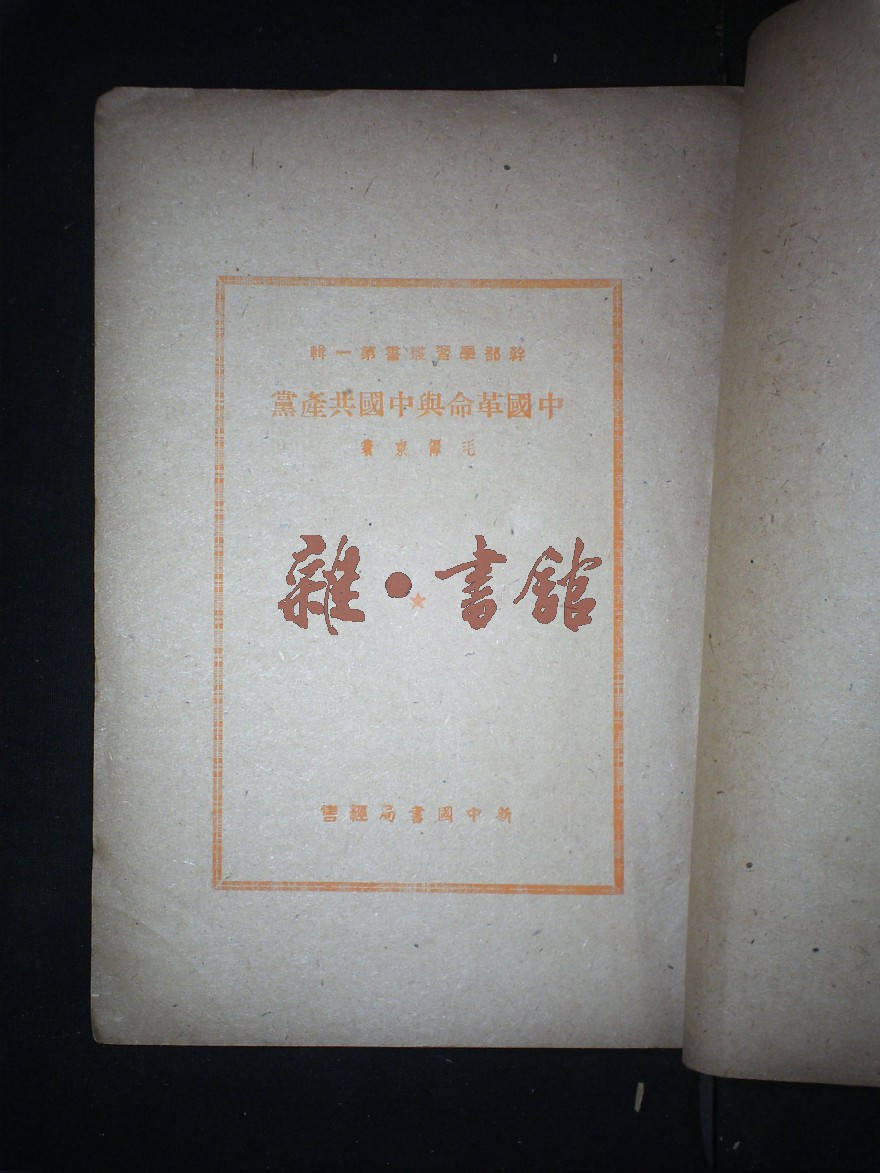 幹部學習叢書第一輯
中國革命與中國共產黨
毛澤東著
雜·書館
新中國書局經售